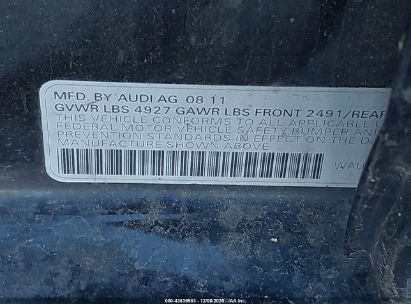 MFD. BY AUDI AG 08 11
GVWR LBS 4927 GAWR LBS FRONT 2491/REAR
THIS VEHICLE CONFORMS TO ALL APPLICABLE
FEDERAL MOTOR VEHICLE SAFETY BUMPER AND
PREVENTION STANDARDS IN EFFECT ON THE D
MANUFACTURE SHOWN ABOVE
WAU